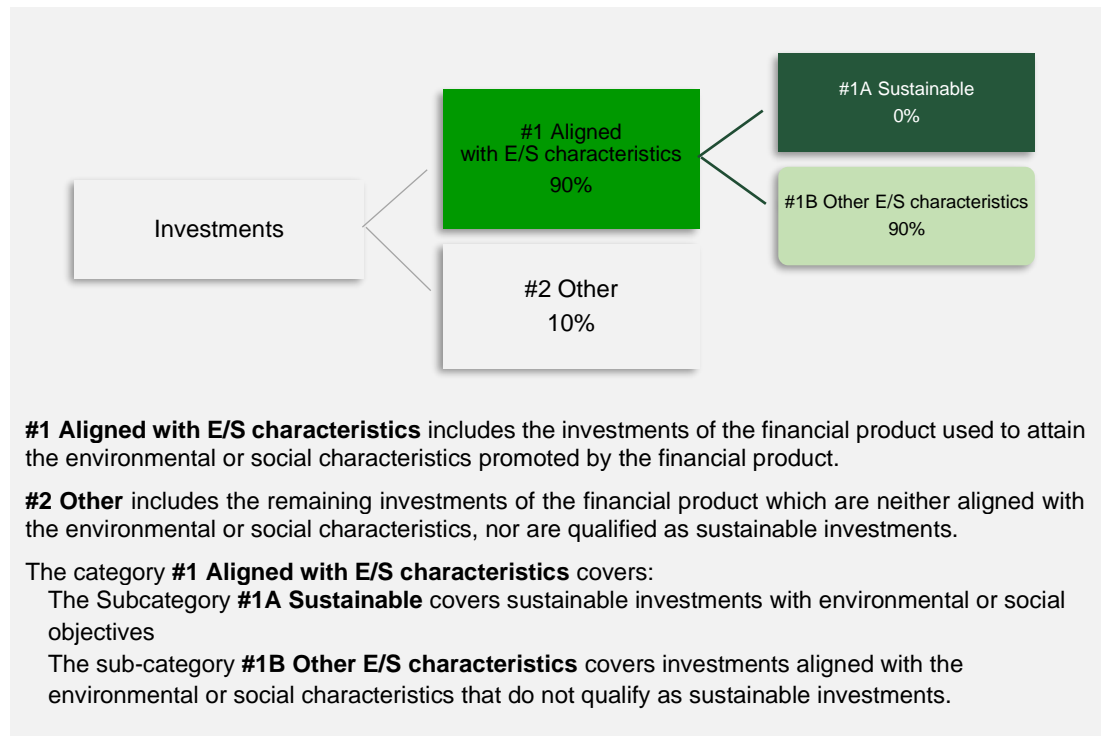 #1A Sustainable
0%
#1 Aligned
with E/S characteristics
90%
#1B Other E/S characteristics
90%
Investments
#2 Other
10%
#1 Aligned with E/S characteristics includes the investments of the financial product used to attain
the environmental or social characteristics promoted by the financial product.
#2 Other includes the remaining investments of the financial product which are neither aligned with
the environmental or social characteristics, nor are qualified as sustainable investments.
The category #1 Aligned with E/S characteristics covers:
The Subcategory #1A Sustainable covers sustainable investments with environmental or social
objectives
The sub-category #1B Other E/S characteristics covers investments aligned with the
environmental or social characteristics that do not qualify as sustainable investments.